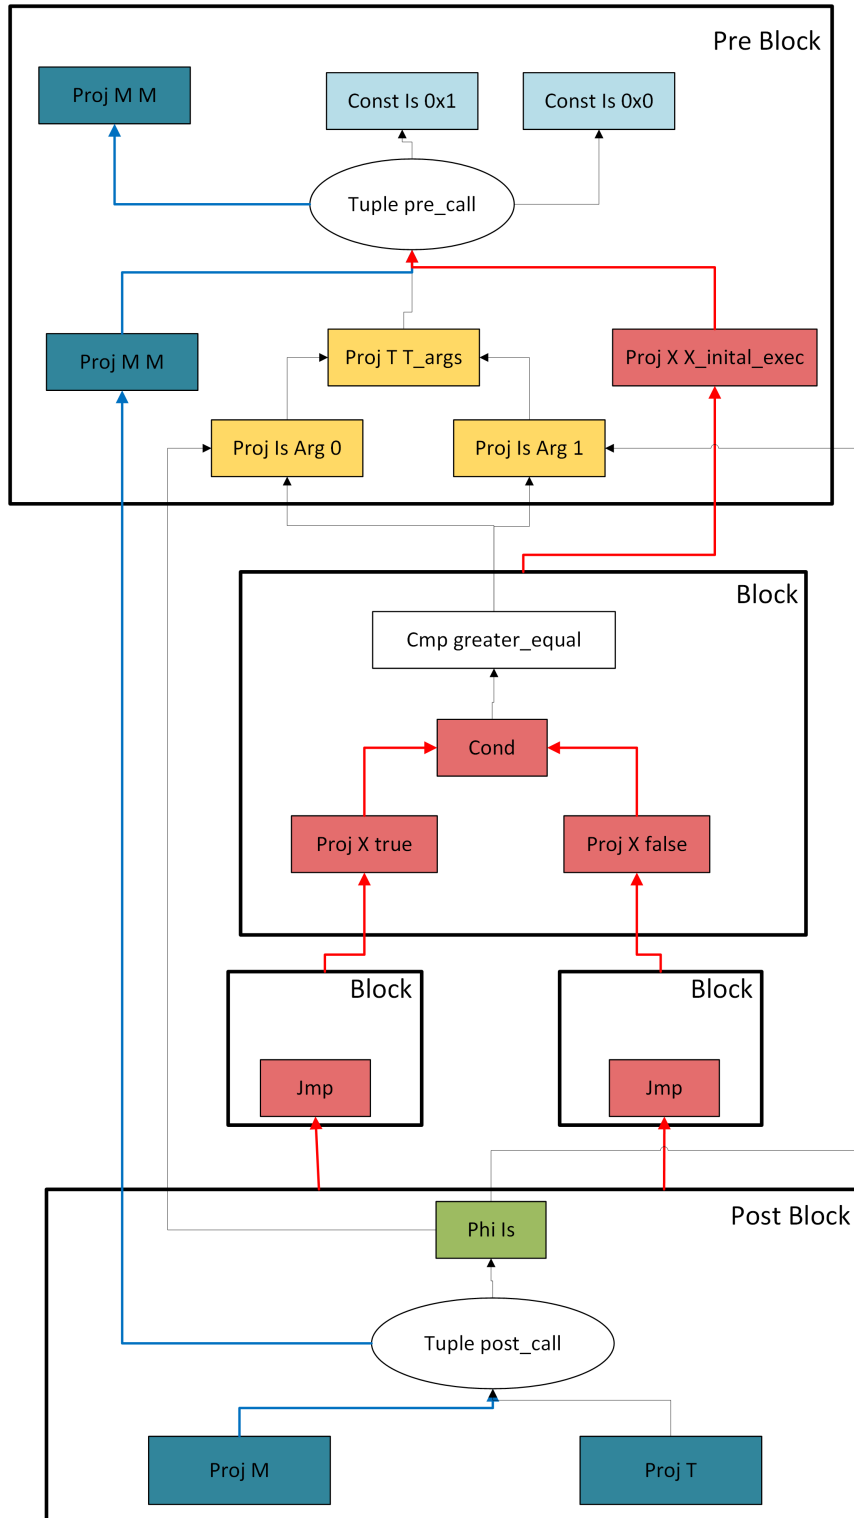 Pre Block
Proj M M
Const Is 0x1
Const Is 0x0
Tuple pre_call
Proj M M
Proj T T_args
Proj X X_inital_exec
Proj Is Arg 0
Proj Is Arg 1
Block
Cmp greater_equal
Cond
Proj X true
Proj X false
Block
Block
Jmp
Jmp
Post Block
Phi Is
Tuple post_call
Proj M
Proj T